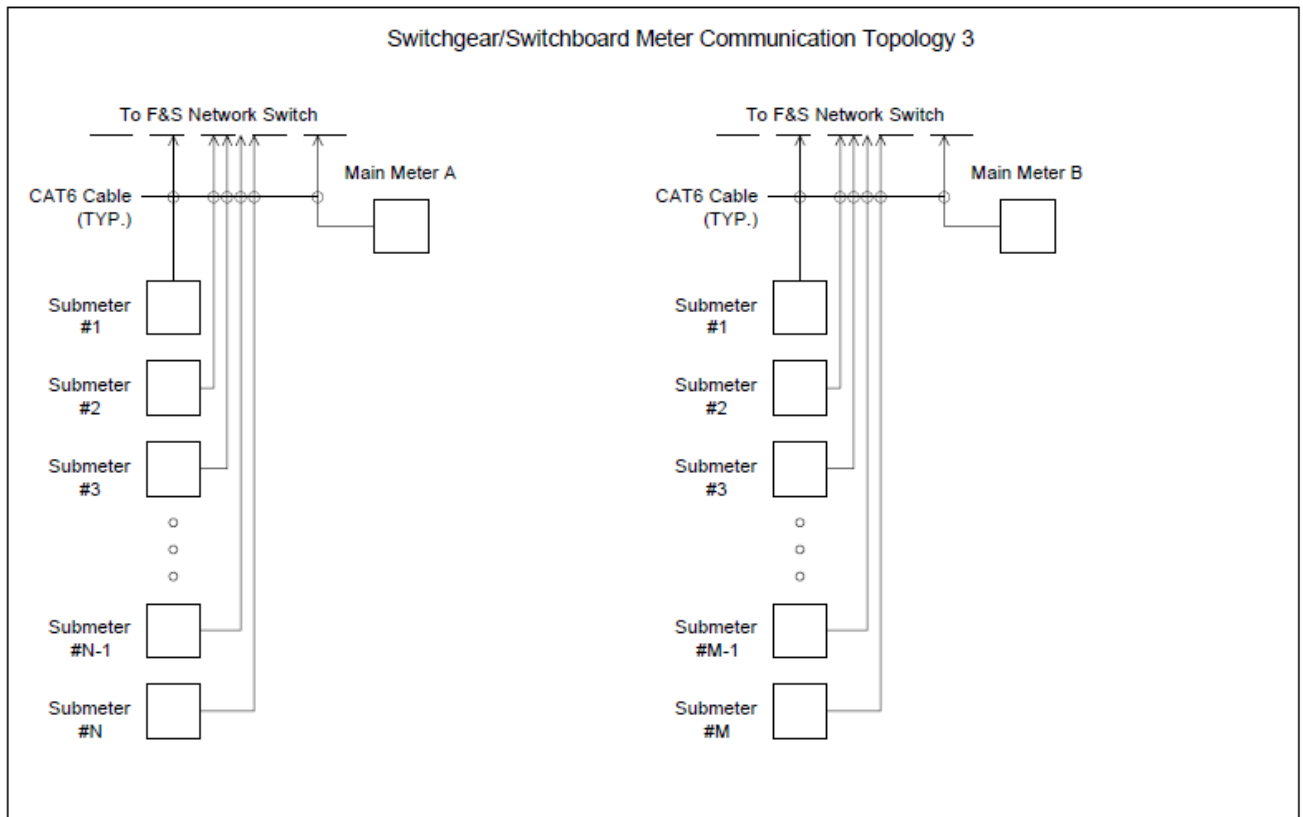 Switchgear/Switchboard Meter Communication Topology 3
To F&S Network Switch
Main Meter A
CAT6 Cable
(TYP.)
Submeter
#1
Submeter
#2
Submeter
#3
Submeter
#N-1
Submeter
#N
To F&S Network Switch
Main Meter B
CAT6 Cable
(TYP.)
Submeter
#1
Submeter
#2
Submeter
#3
Submeter
#M-1
Submeter
#M